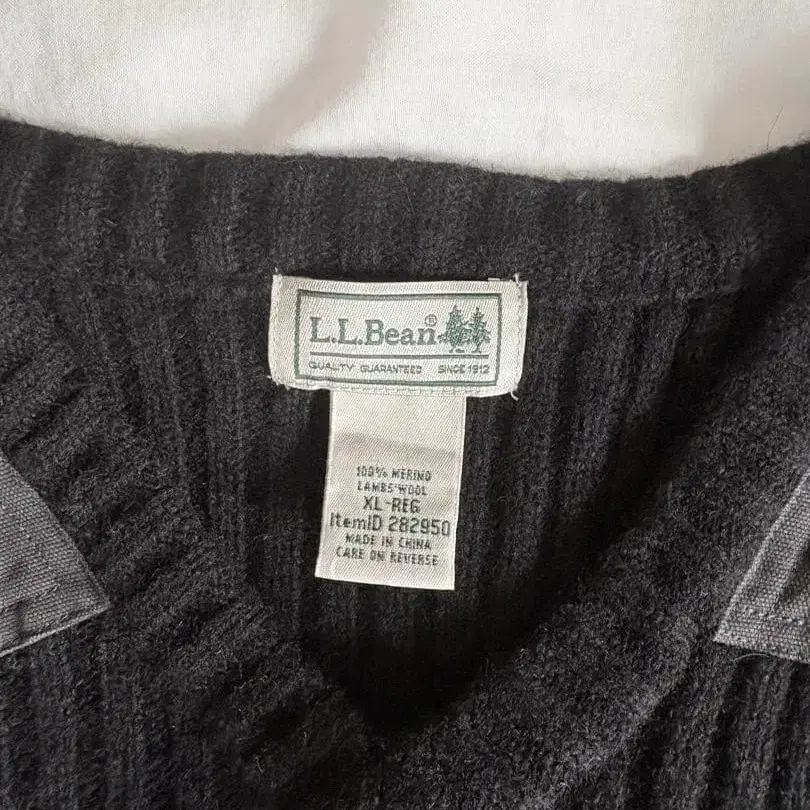 L.L.Bean®
QUALITY GUARANTEED SINCE 1912
100% MERINO
LAMBS'WOOL
XL-REG
ItemID 282950
MADE IN CHINA
CARE ON REVERSE